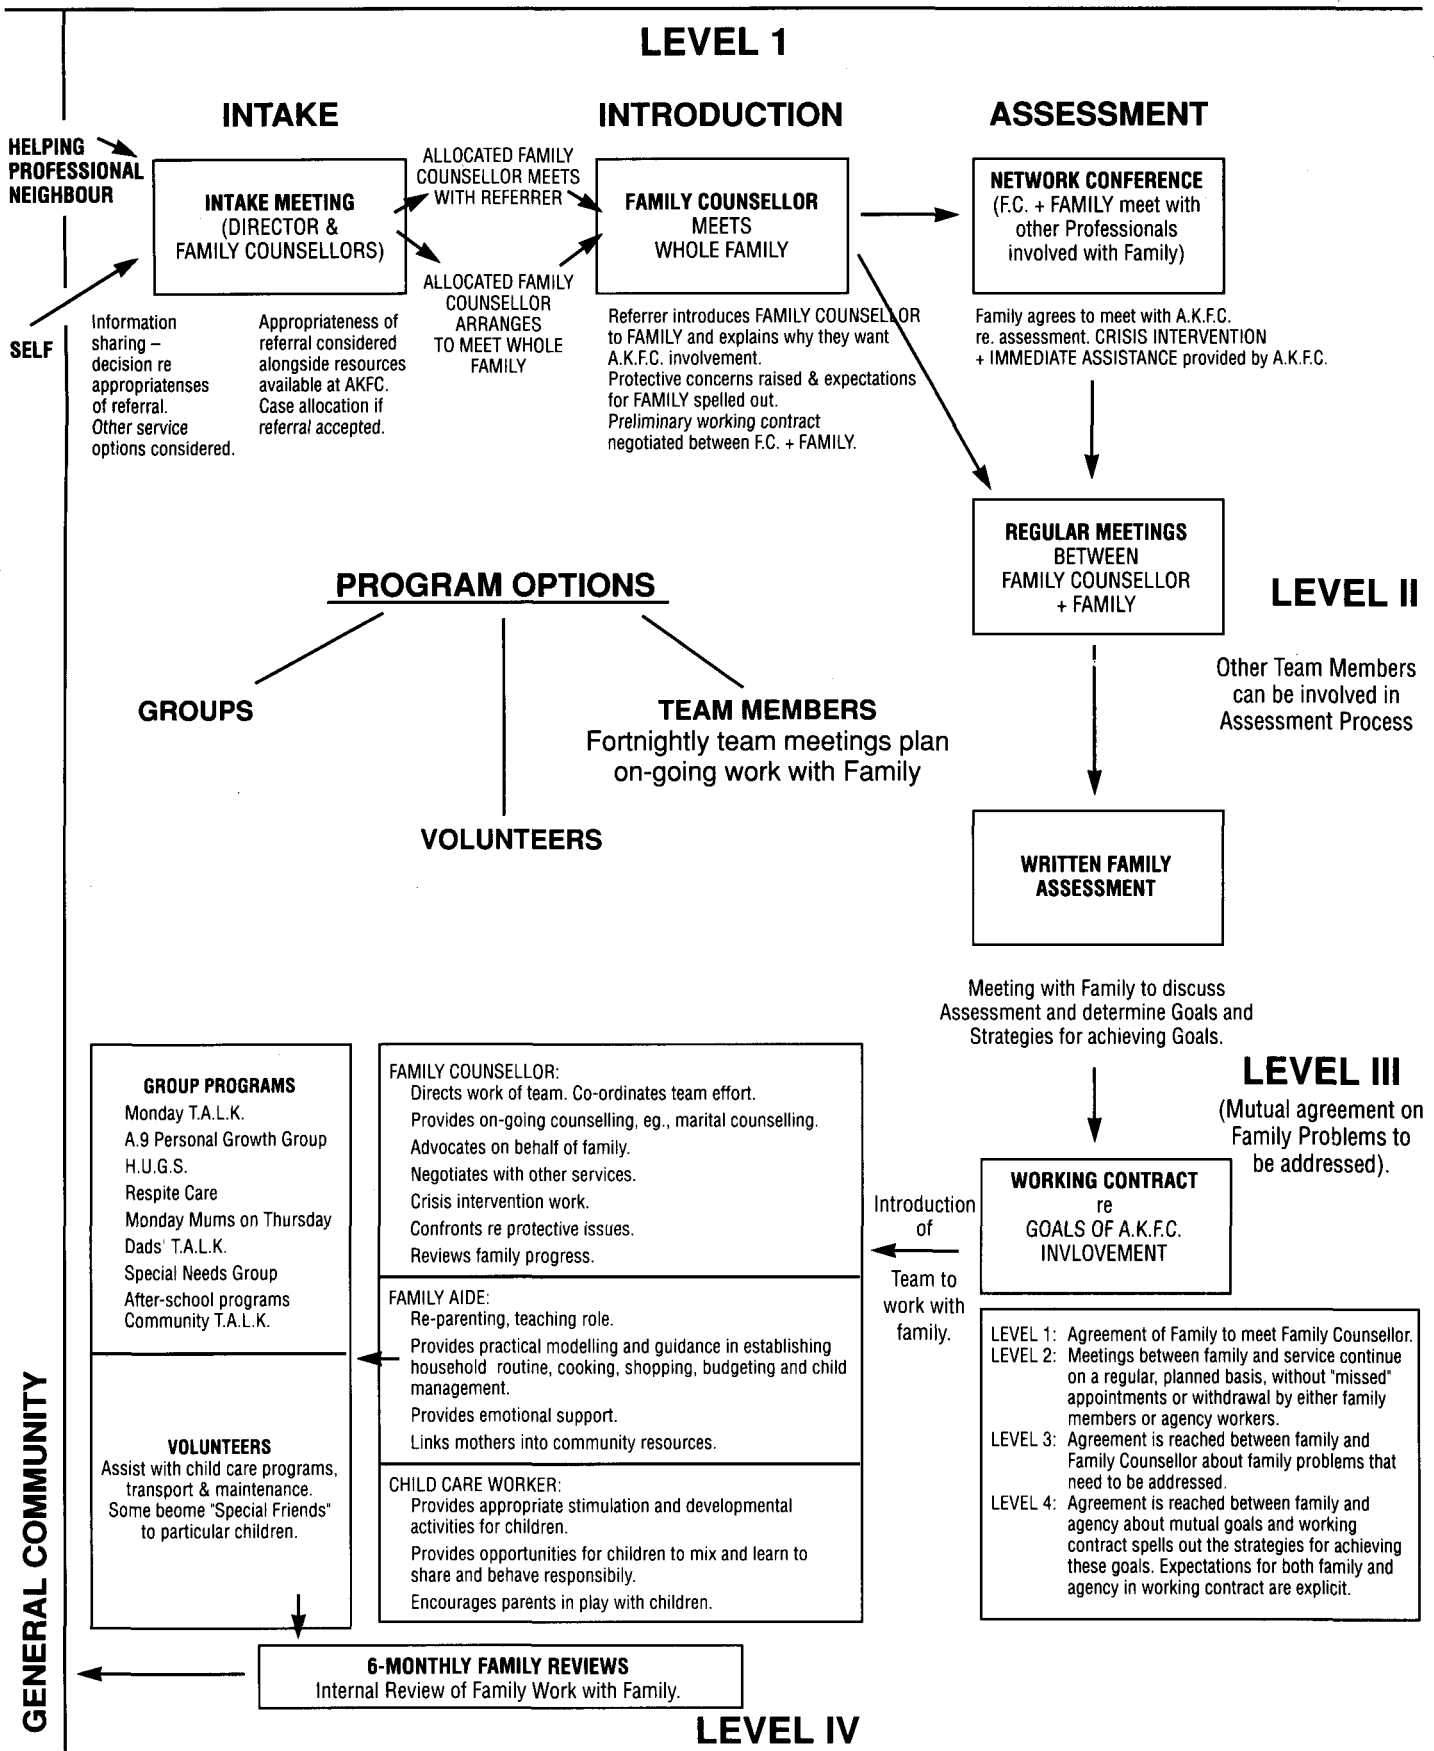 LEVEL 1
INTAKE
INTRODUCTION
ASSESSMENT
HELPING
PROFESSIONAL
NEIGHBOUR
SELF
INTAKE MEETING
(DIRECTOR &
FAMILY COUNSELLORS)
ALLOCATED FAMILY
COUNSELLOR MEETS
WITH REFERRER
ALLOCATED FAMILY
COUNSELLOR
ARRANGES
TO MEET WHOLE
FAMILY
FAMILY COUNSELLOR
MEETS
WHOLE FAMILY
NETWORK CONFERENCE
(F.C. + FAMILY meet with
other Professionals
involved with Family)
Information
sharing –
decision re
appropriatenses
of referral.
Other service
options considered.
Appropriateness of
referral considered
alongside resources
available at AKFC.
Case allocation if
referral accepted.
Referrer introduces FAMILY COUNSELLOR
to FAMILY and explains why they want
A.K.F.C. involvement.
Protective concerns raised & expectations
for FAMILY spelled out.
Preliminary working contract
negotiated between F.C. + FAMILY.
Family agrees to meet with A.K.F.C.
re. assessment. CRISIS INTERVENTION
+ IMMEDIATE ASSISTANCE provided by A.K.F.C.
REGULAR MEETINGS
BETWEEN
FAMILY COUNSELLOR
+ FAMILY
LEVEL II
Other Team Members
can be involved in
Assessment Process
PROGRAM OPTIONS
GROUPS
VOLUNTEERS
TEAM MEMBERS
Fortnightly team meetings plan
on-going work with Family
WRITTEN FAMILY
ASSESSMENT
Meeting with Family to discuss
Assessment and determine Goals and
Strategies for achieving Goals.
LEVEL III
(Mutual agreement on
Family Problems to
be addressed).
WORKING CONTRACT
re
GOALS OF A.K.F.C.
INVLOVEMENT
Introduction
of
Team to
work with
family.
LEVEL 1: Agreement of Family to meet Family Counsellor.
LEVEL 2: Meetings between family and service continue
on a regular, planned basis, without "missed"
appointments or withdrawal by either family
members or agency workers.
LEVEL 3: Agreement is reached between family and
Family Counsellor about family problems that
need to be addressed.
LEVEL 4: Agreement is reached between family and
agency about mutual goals and working
contract spells out the strategies for achieving
these goals. Expectations for both family and
agency in working contract are explicit.
FAMILY COUNSELLOR:
Directs work of team. Co-ordinates team effort.
Provides on-going counselling, eg., marital counselling.
Advocates on behalf of family.
Negotiates with other services.
Crisis intervention work.
Confronts re protective issues.
Reviews family progress.
FAMILY AIDE:
Re-parenting, teaching role.
Provides practical modelling and guidance in establishing
household routine, cooking, shopping, budgeting and child
management.
Provides emotional support.
Links mothers into community resources.
CHILD CARE WORKER:
Provides appropriate stimulation and developmental
activities for children.
Provides opportunities for children to mix and learn to
share and behave responsibily.
Encourages parents in play with children.
GROUP PROGRAMS
Monday T.A.L.K.
A.9 Personal Growth Group
H.U.G.S.
Respite Care
Monday Mums on Thursday
Dads' T.A.L.K.
Special Needs Group
After-school programs
Community T.A.L.K.
VOLUNTEERS
Assist with child care programs,
transport & maintenance.
Some beome "Special Friends"
to particular children.
6-MONTHLY FAMILY REVIEWS
Internal Review of Family Work with Family.
LEVEL IV
GENERAL COMMUNITY